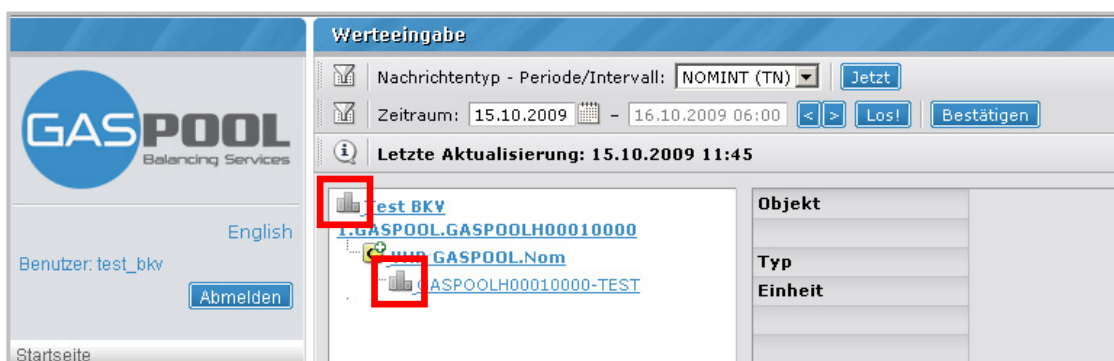 Werteeingabe
Nachrichtentyp - Periode/Intervall: NOMINT (TN) Jetzt
Zeitraum: 15.10.2009 – 16.10.2009 06:00 < > Los! Bestätigen
Letzte Aktualisierung: 15.10.2009 11:45
GASPOOL
Balancing Services
English
Benutzer: test_bkv
Abmelden
Startseite
Test BKV
1.GASPOOL.GASPOOLH00010000
GASPOOL.Nom
GASPOOLH00010000-TEST
Objekt
Typ
Einheit